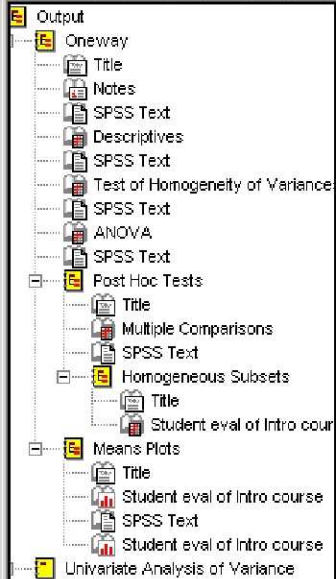 Output
Oneway
Title
Notes
SPSS Text
Descriptives
SPSS Text
Test of Homogeneity of Variance
SPSS Text
ANOVA
SPSS Text
Post Hoc Tests
Title
Multiple Comparisons
SPSS Text
Homogeneous Subsets
Title
Student eval of Intro cour
Means Plots
Title
Student eval of Intro course
SPSS Text
Student eval of Intro course
Univariate Analysis of Variance